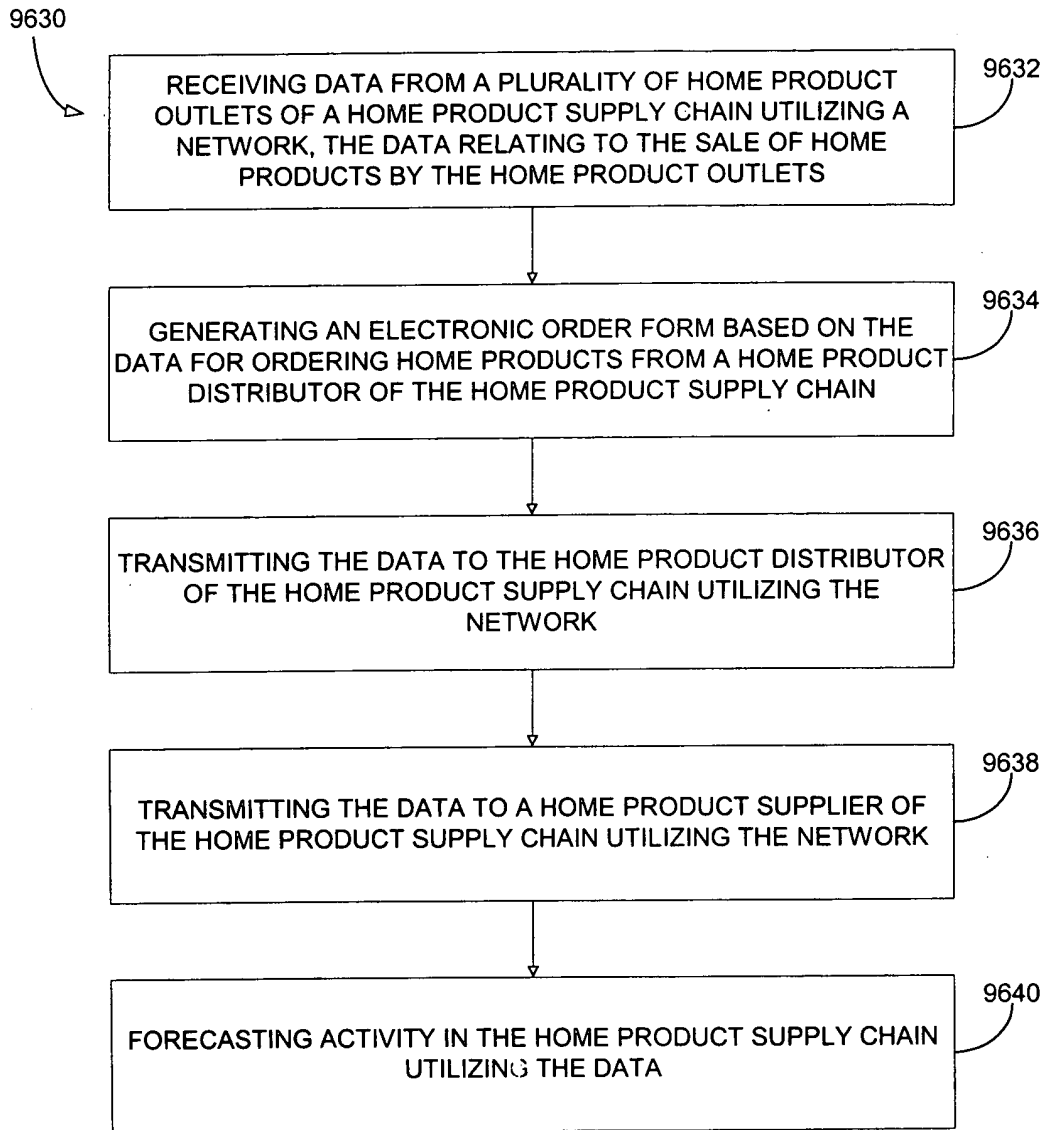 9630
RECEIVING DATA FROM A PLURALITY OF HOME PRODUCT
OUTLETS OF A HOME PRODUCT SUPPLY CHAIN UTILIZING A
NETWORK, THE DATA RELATING TO THE SALE OF HOME
PRODUCTS BY THE HOME PRODUCT OUTLETS
9632
GENERATING AN ELECTRONIC ORDER FORM BASED ON THE
DATA FOR ORDERING HOME PRODUCTS FROM A HOME PRODUCT
DISTRIBUTOR OF THE HOME PRODUCT SUPPLY CHAIN
9634
TRANSMITTING THE DATA TO THE HOME PRODUCT DISTRIBUTOR
OF THE HOME PRODUCT SUPPLY CHAIN UTILIZING THE
NETWORK
9636
TRANSMITTING THE DATA TO A HOME PRODUCT SUPPLIER OF
THE HOME PRODUCT SUPPLY CHAIN UTILIZING THE NETWORK
9638
FORECASTING ACTIVITY IN THE HOME PRODUCT SUPPLY CHAIN
UTILIZING THE DATA
9640